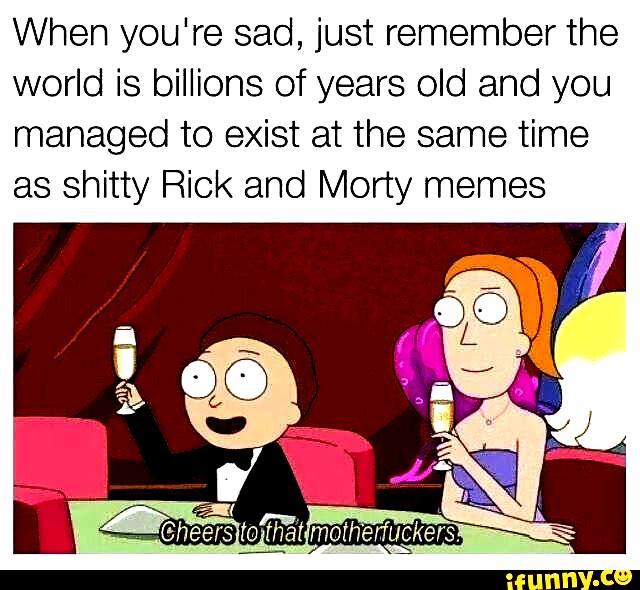 When you're sad, just remember the
world is billions of years old and you
managed to exist at the same time
as shitty Rick and Morty memes
Cheers to that motherfuckers.
ifunny.co